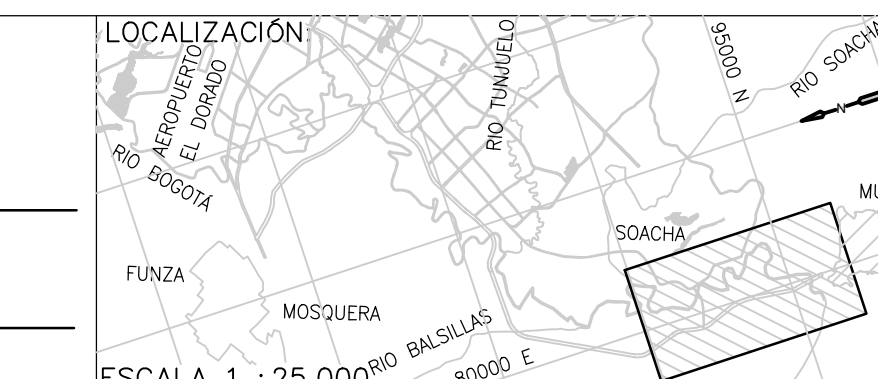 LOCALIZACIÓN:
AEROPUERTO
EL DORADO
RIO BOGOTÁ
RIO TUNJUELO
95000 N
RIO SOACHA
N
SOACHA
FUNZA
MOSQUERA
RIO BALSILLAS
80000 E
ESCALA 1 : 25.000